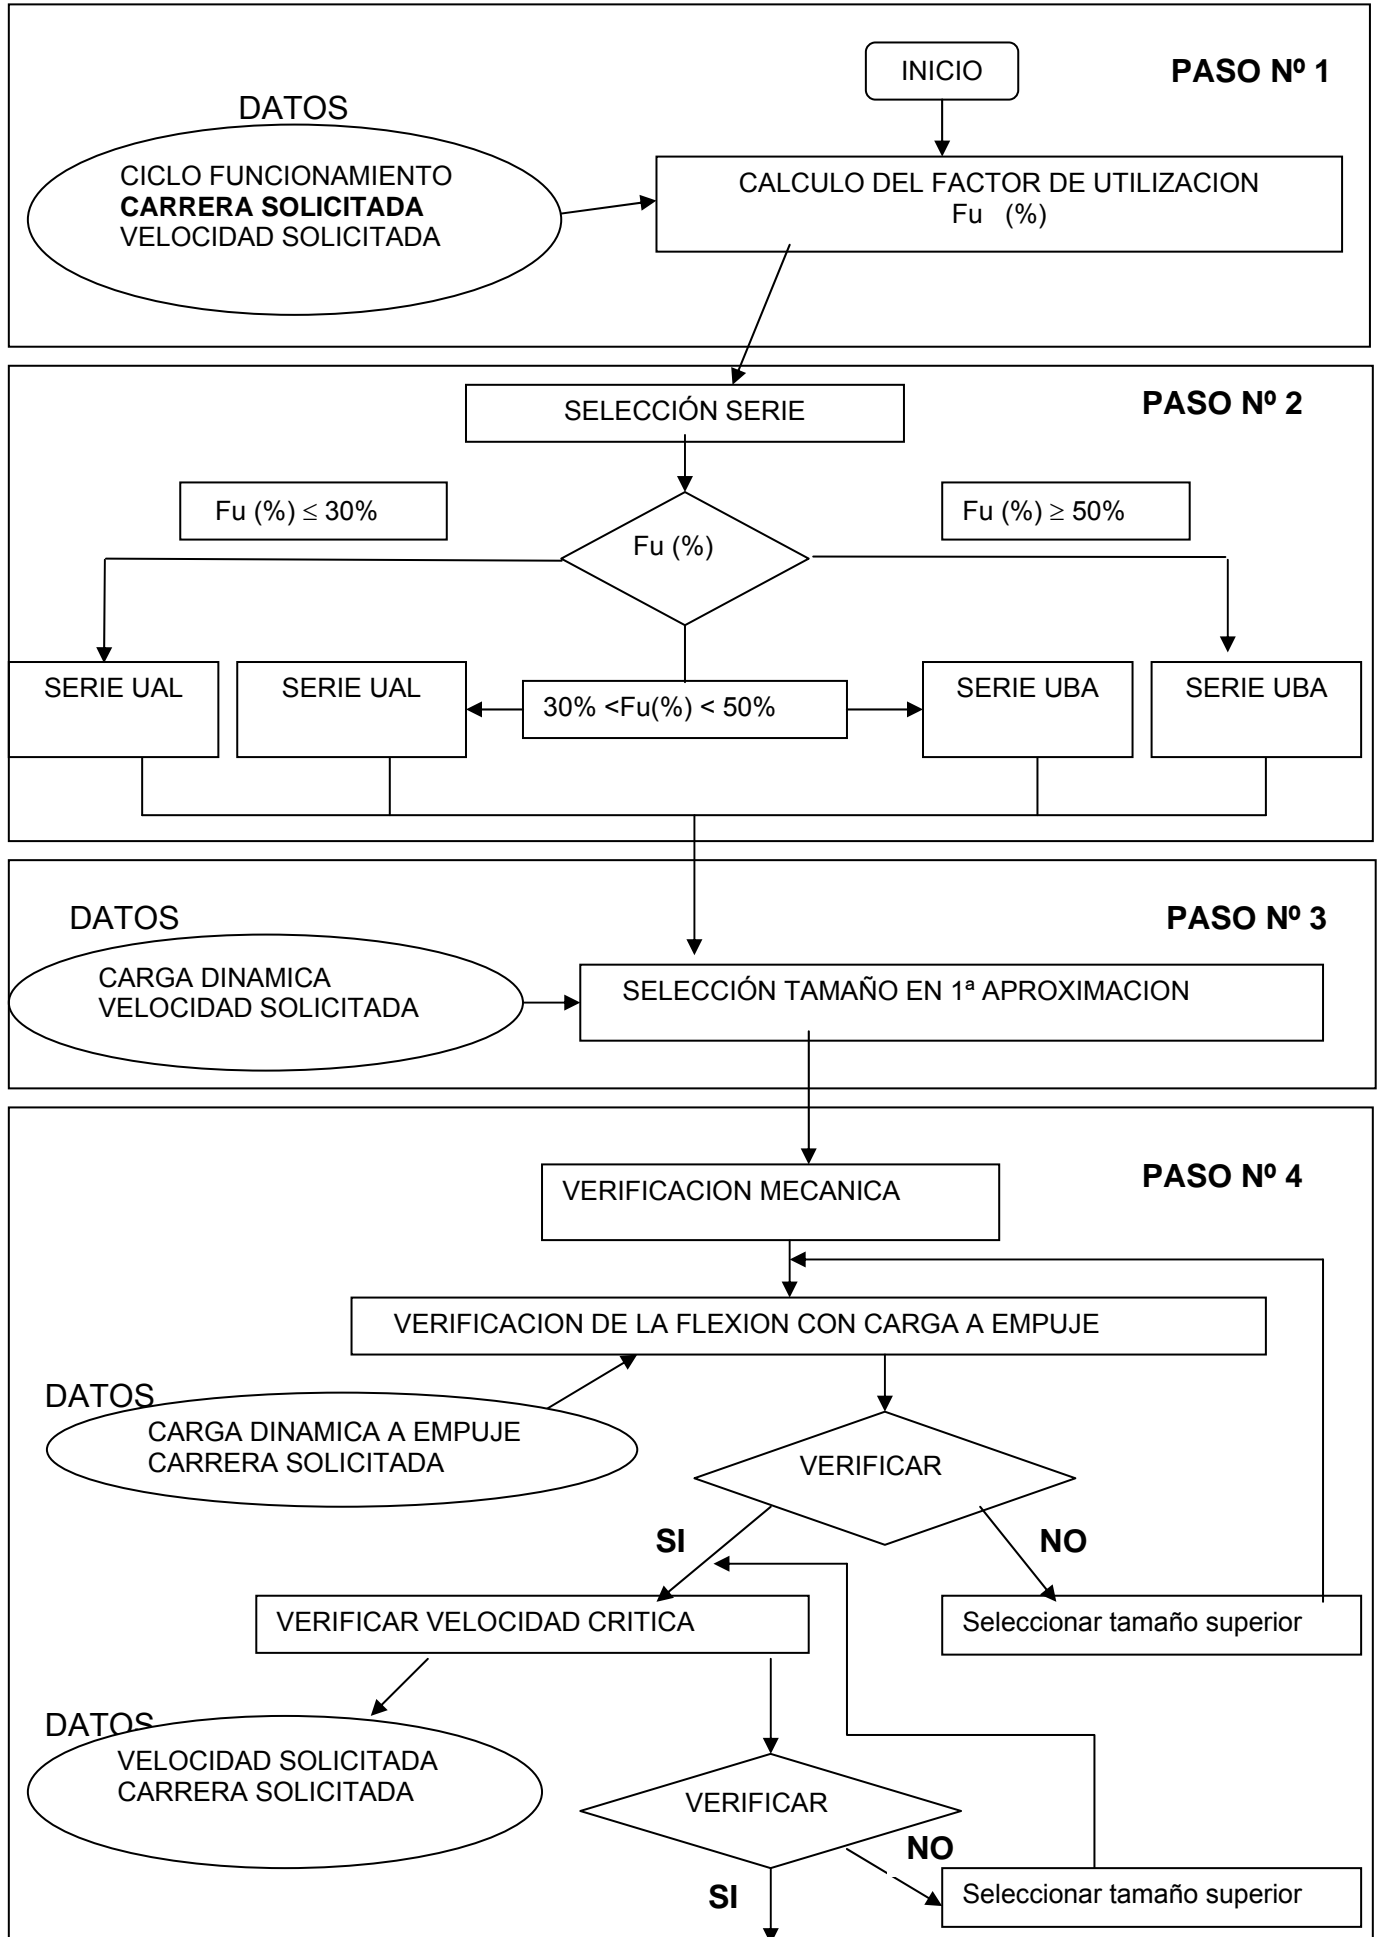 INICIO
PASO Nº 1
DATOS
CICLO FUNCIONAMIENTO
CARRERA SOLICITADA
VELOCIDAD SOLICITADA
CALCULO DEL FACTOR DE UTILIZACION
Fu (%)
PASO Nº 2
SELECCIÓN SERIE
Fu (%) ≤ 30%
Fu (%) ≥ 50%
Fu (%)
SERIE UAL
SERIE UAL
30% <Fu(%) < 50%
SERIE UBA
SERIE UBA
DATOS
PASO Nº 3
CARGA DINAMICA
VELOCIDAD SOLICITADA
SELECCIÓN TAMAÑO EN 1ª APROXIMACION
PASO Nº 4
VERIFICACION MECANICA
VERIFICACION DE LA FLEXION CON CARGA A EMPUJE
DATOS
CARGA DINAMICA A EMPUJE
CARRERA SOLICITADA
VERIFICAR
SI
NO
VERIFICAR VELOCIDAD CRITICA
Seleccionar tamaño superior
DATOS
VELOCIDAD SOLICITADA
CARRERA SOLICITADA
VERIFICAR
NO
SI
Seleccionar tamaño superior